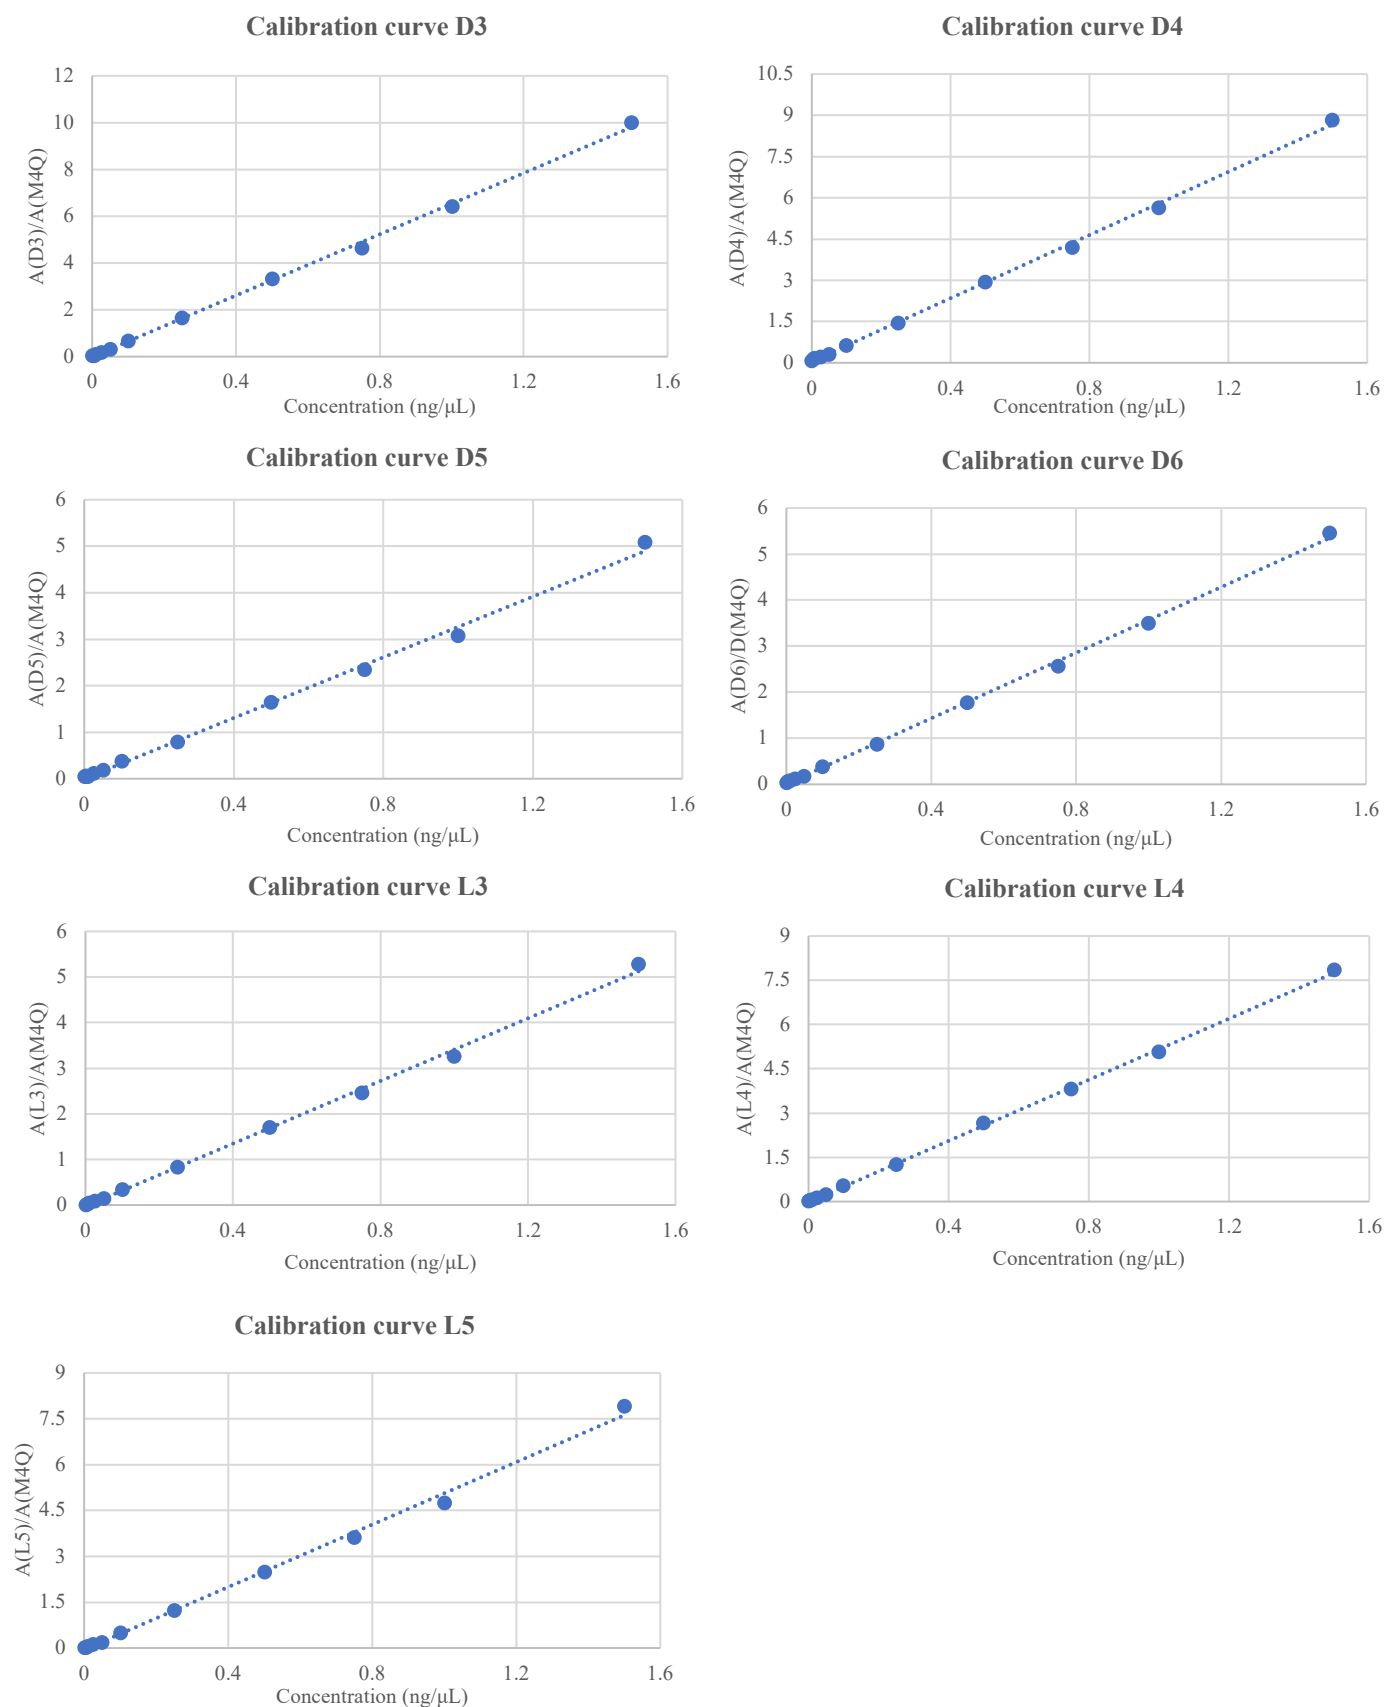 Calibration curve D3
12
10
8
6
4
2
0
0 0.4 0.8 1.2 1.6
A(D3)/A(M4Q)
Concentration (ng/μL)
Calibration curve D4
10.5
9
7.5
6
4.5
3
1.5
0
0 0.4 0.8 1.2 1.6
A(D4)/A(M4Q)
Concentration (ng/μL)
Calibration curve D5
6
5
4
3
2
1
0
0 0.4 0.8 1.2 1.6
A(D5)/A(M4Q)
Concentration (ng/μL)
Calibration curve D6
6
5
4
3
2
1
0
0 0.4 0.8 1.2 1.6
A(D6)/D(M4Q)
Concentration (ng/μL)
Calibration curve L3
6
5
4
3
2
1
0
0 0.4 0.8 1.2 1.6
A(L3)/A(M4Q)
Concentration (ng/μL)
Calibration curve L4
9
7.5
6
4.5
3
1.5
0
0 0.4 0.8 1.2 1.6
A(L4)/A(M4Q)
Concentration (ng/μL)
Calibration curve L5
9
7.5
6
4.5
3
1.5
0
0 0.4 0.8 1.2 1.6
A(L5)/A(M4Q)
Concentration (ng/μL)